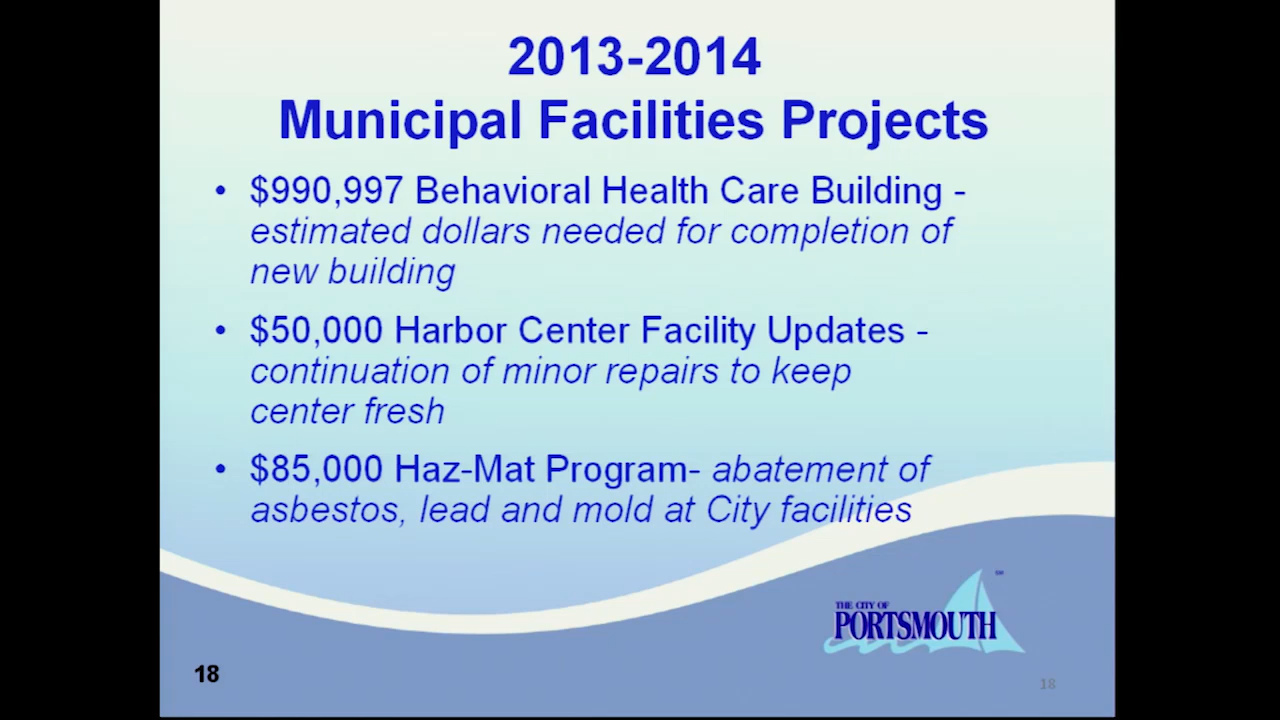 2013-2014
Municipal Facilities Projects
• $990,997 Behavioral Health Care Building -
estimated dollars needed for completion of
new building
• $50,000 Harbor Center Facility Updates -
continuation of minor repairs to keep
center fresh
• $85,000 Haz-Mat Program- abatement of
asbestos, lead and mold at City facilities
THE CITY OF
PORTSMOUTH
18
18